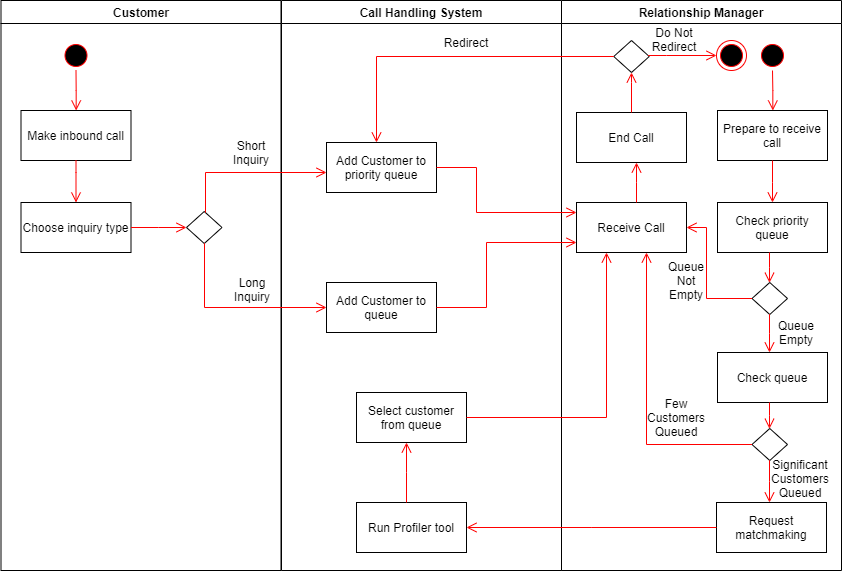 Customer
Call Handling System
Relationship Manager
Redirect
Do Not
Redirect
Make inbound call
End Call
Prepare to receive
call
Short
Inquiry
Add Customer to
priority queue
Choose inquiry type
Receive Call
Check priority
queue
Long
Inquiry
Add Customer to
queue
Queue
Not
Empty
Queue
Empty
Check queue
Select customer
from queue
Few
Customers
Queued
Significant
Customers
Queued
Run Profiler tool
Request
matchmaking